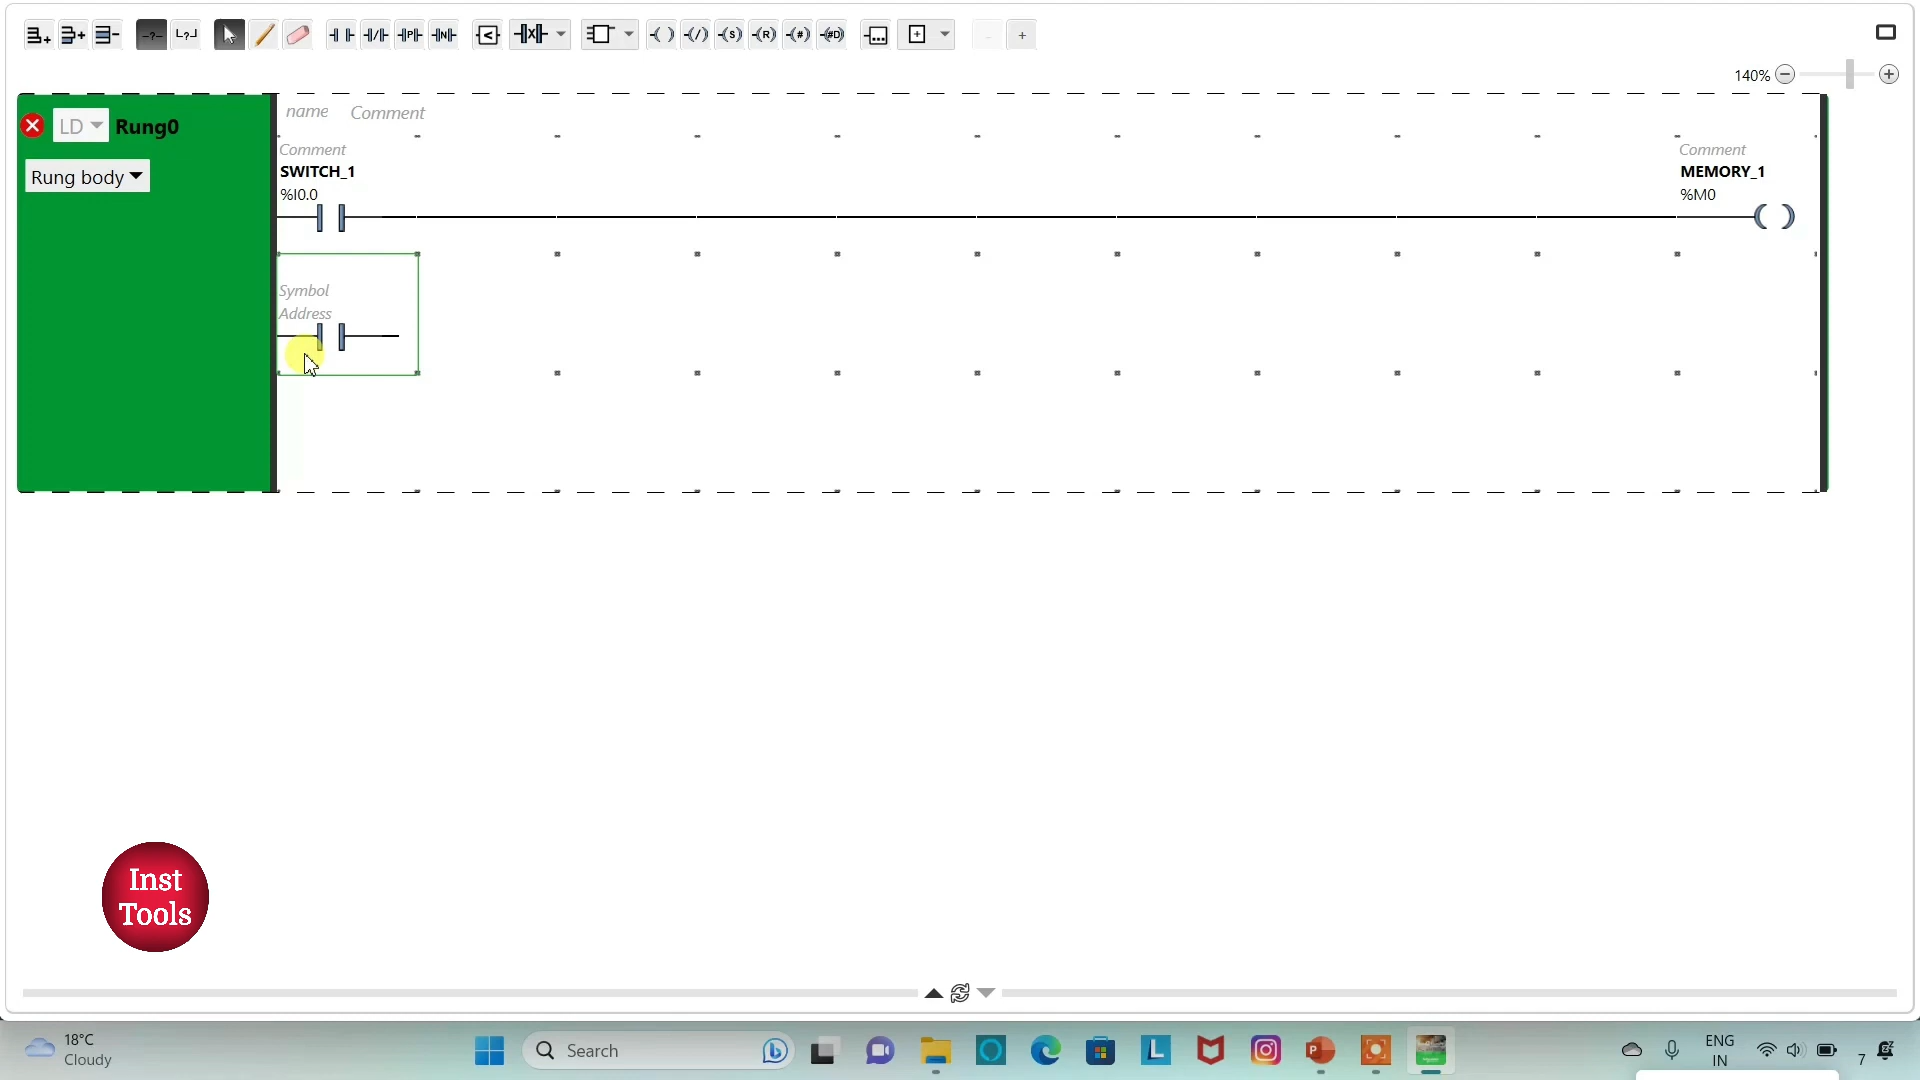 140%
LD Rung0
Rung body
name Comment
Comment
SWITCH_1
%I0.0
Comment
MEMORY_1
%M0
Symbol
Address
Inst
Tools
18°C
Cloudy
Search
ENG
IN
7